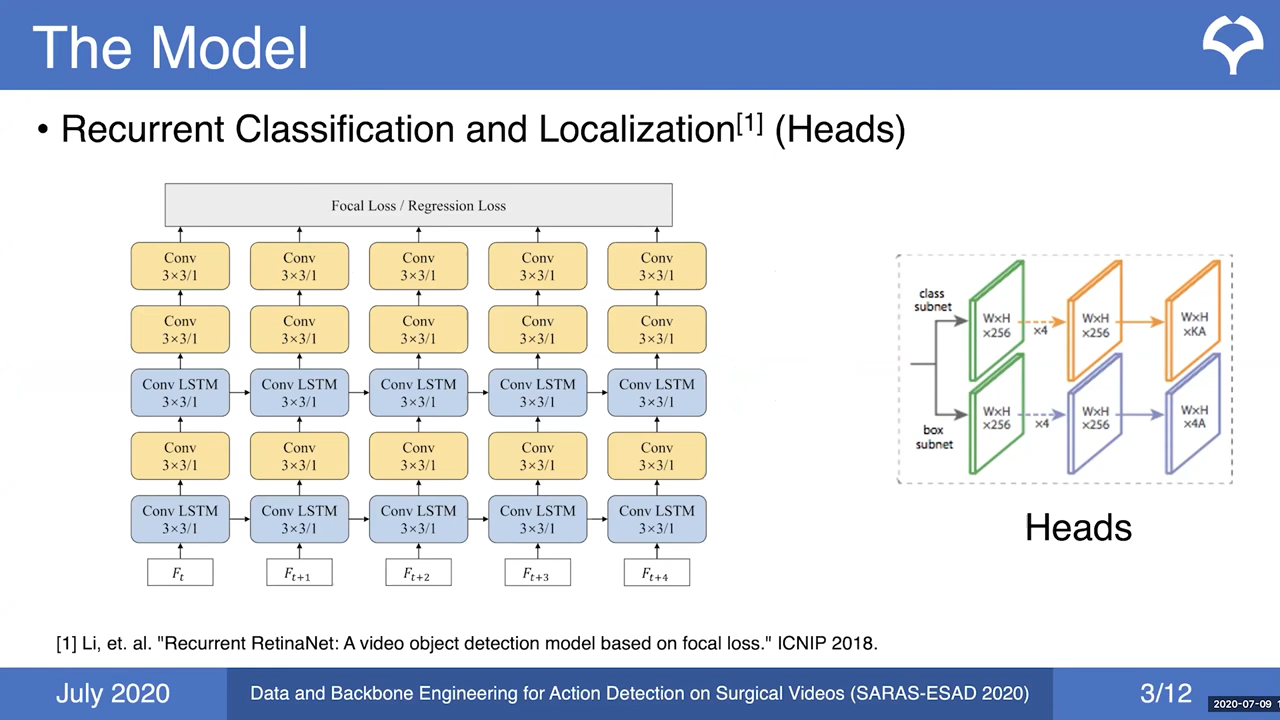 The Model
• Recurrent Classification and Localization[1] (Heads)
Focal Loss / Regression Loss
Conv Conv Conv Conv Conv
3×3/1 3×3/1 3×3/1 3×3/1 3×3/1
Conv Conv Conv Conv Conv
3×3/1 3×3/1 3×3/1 3×3/1 3×3/1
Conv LSTM Conv LSTM Conv LSTM Conv LSTM Conv LSTM
3×3/1 3×3/1 3×3/1 3×3/1 3×3/1
Conv Conv Conv Conv Conv
3×3/1 3×3/1 3×3/1 3×3/1 3×3/1
Conv LSTM Conv LSTM Conv LSTM Conv LSTM Conv LSTM
3×3/1 3×3/1 3×3/1 3×3/1 3×3/1
Ft Ft+1 Ft+2 Ft+3 Ft+4
class
subnet
W×H W×H W×H
×256 ×4 ×256 ×KA
W×H W×H W×H
×256 ×4 ×256 ×4A
box
subnet
Heads
[1] Li, et. al. "Recurrent RetinaNet: A video object detection model based on focal loss." ICNIP 2018.
July 2020
Data and Backbone Engineering for Action Detection on Surgical Videos (SARAS-ESAD 2020)
3/12
2020-07-09